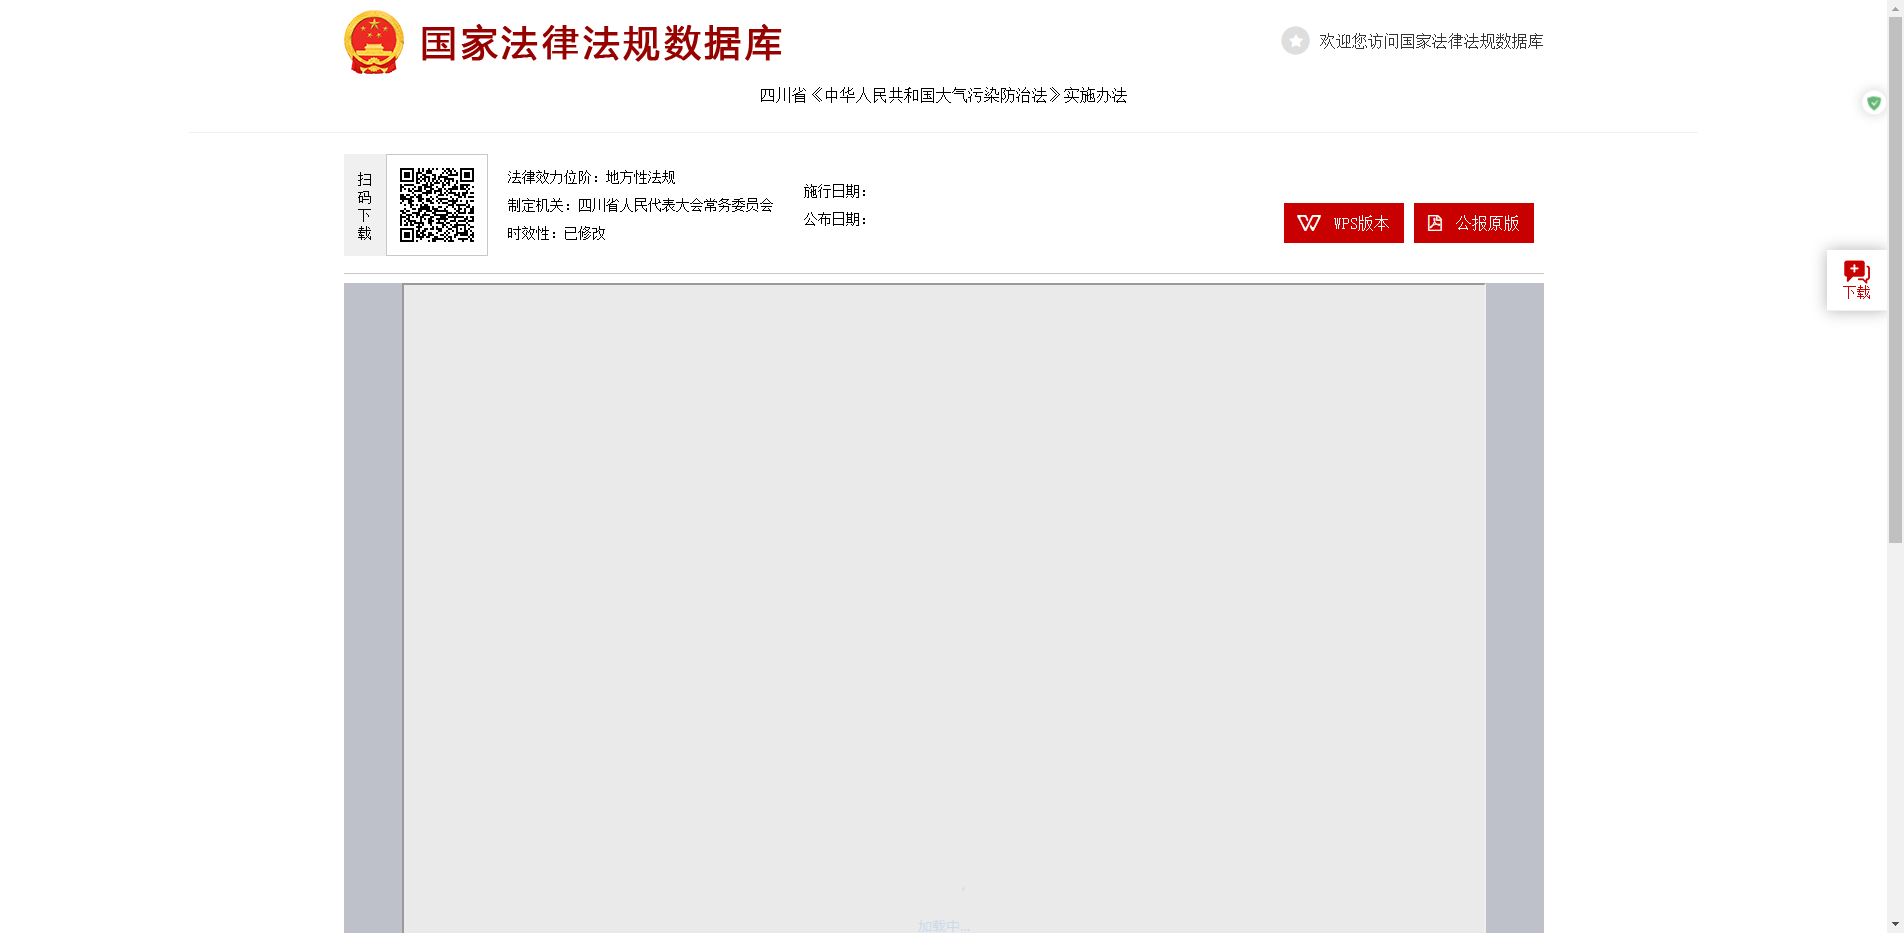 国家法律法规数据库
欢迎您访问国家法律法规数据库
四川省《中华人民共和国大气污染防治法》实施办法
扫码下载
法律效力位阶：地方性法规
制定机关：四川省人民代表大会常务委员会
时效性：已修改
施行日期：
公布日期：
WPS版本
公报原版
下载
加载中...